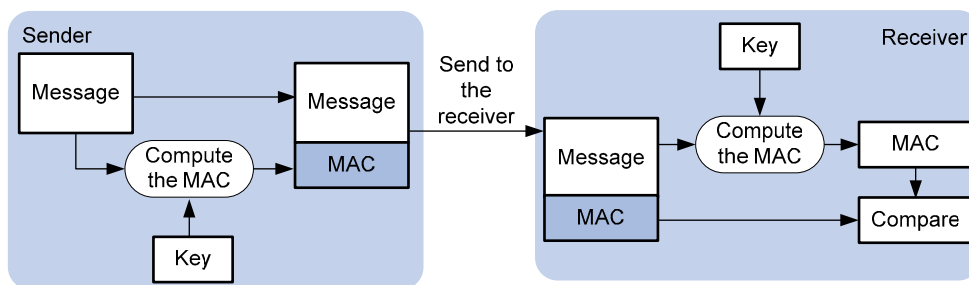 Sender
Message
Compute
the MAC
Key
Message
MAC
Send to
the
receiver
Receiver
Key
Message
MAC
Compute
the MAC
MAC
Compare